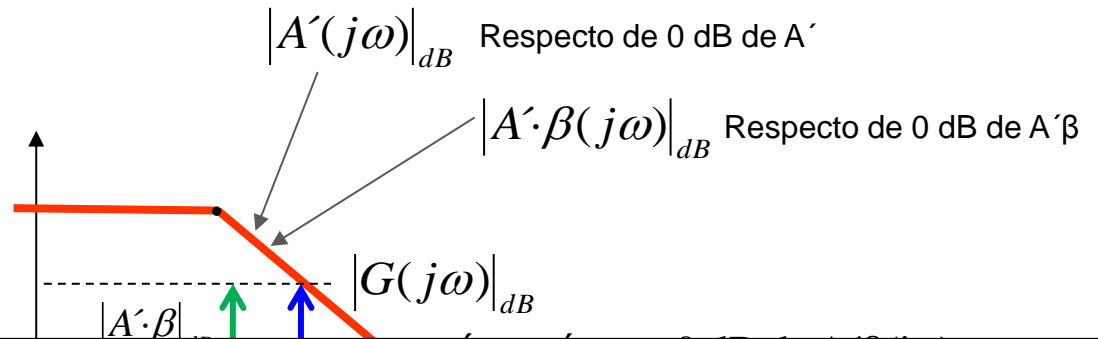 |A´(jω)|dB Respecto de 0 dB de A´
|A´·β(jω)|dB Respecto de 0 dB de A´β
|G(jω)|dB
|A´·β|